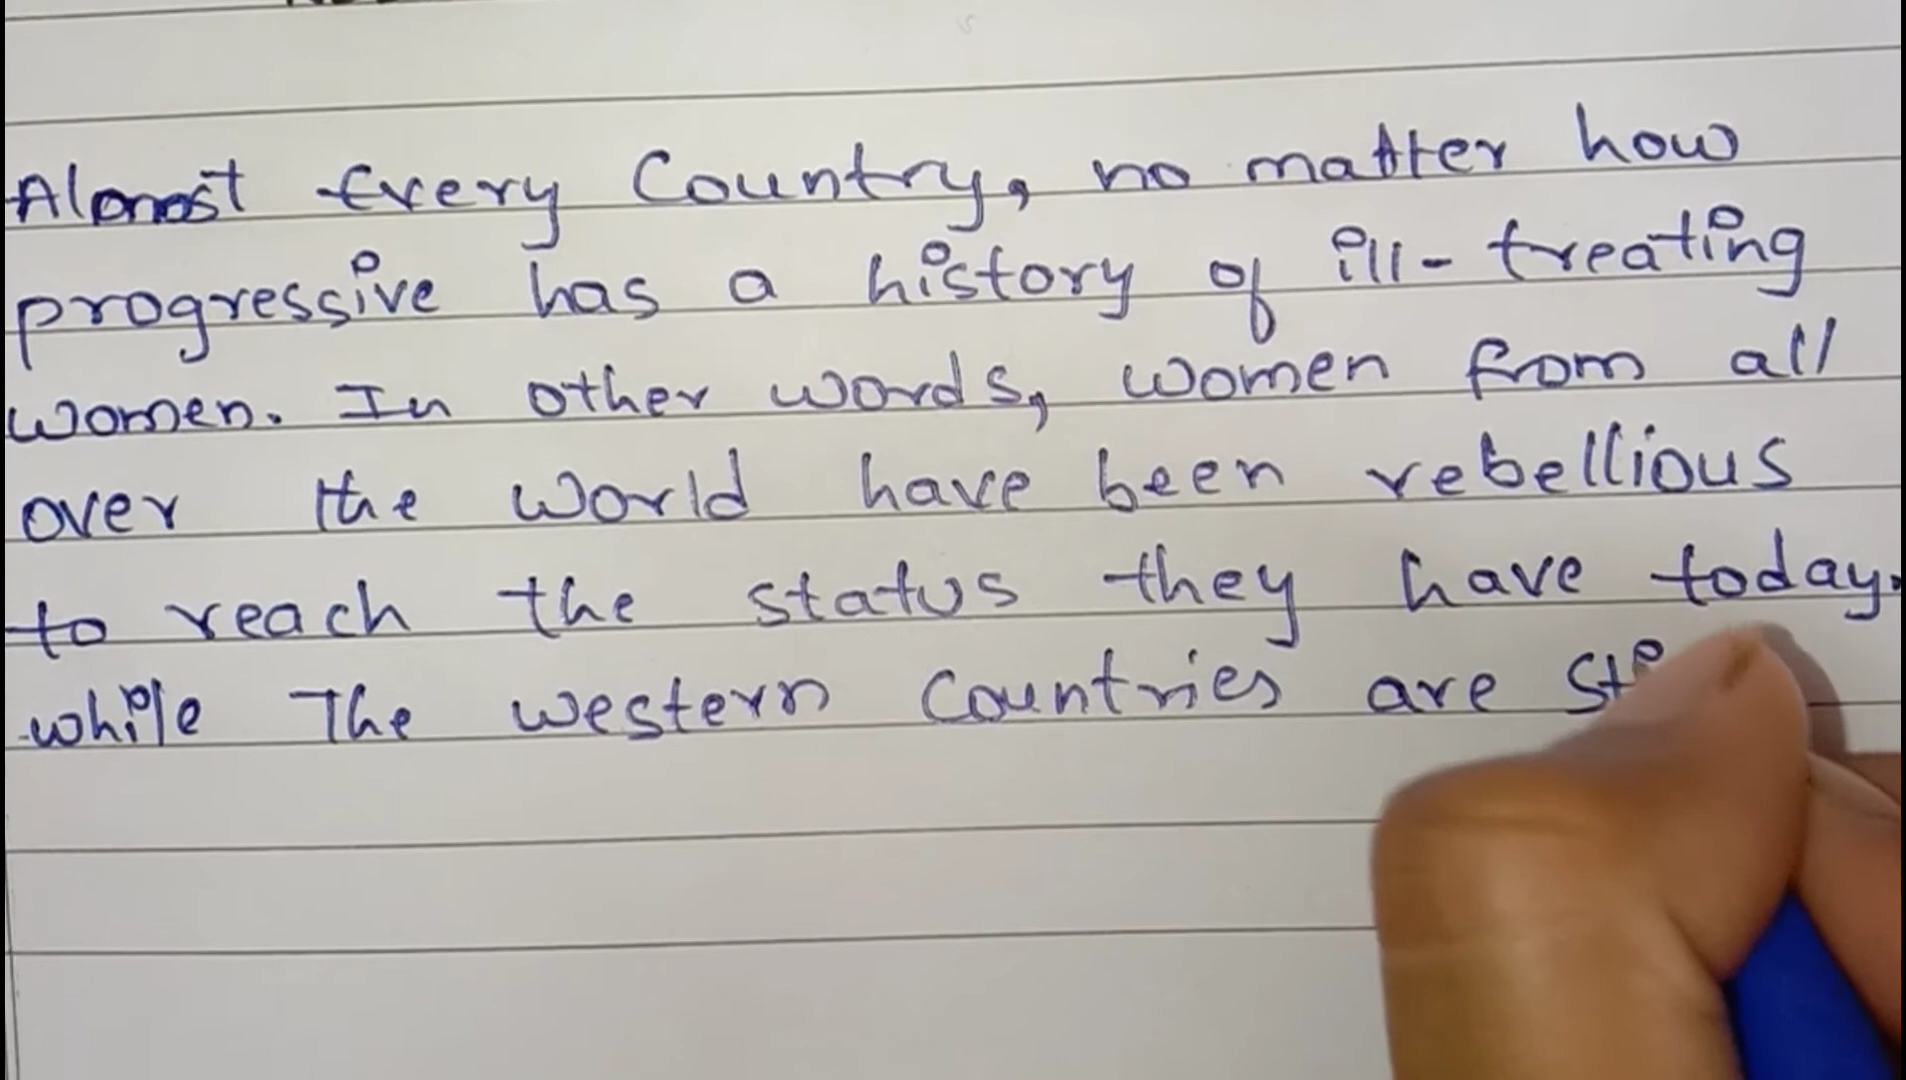 Almost Every Country, no matter how
progressive has a history of ill-treating
women. In other words, women from all
over the world have been rebellious
to reach the status they have today.
while The western Countries are